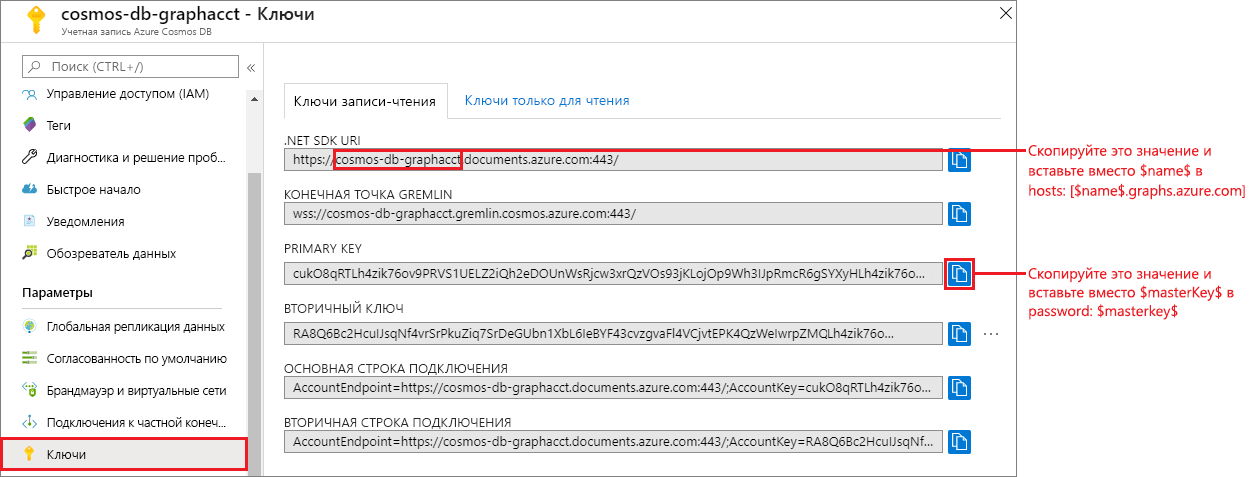 cosmos-db-graphacct - Ключи
Учетная запись Azure Cosmos DB
Поиск (CTRL+/)
Управление доступом (IAM)
Теги
Диагностика и решение проб...
Быстрое начало
Уведомления
Обозреватель данных
Параметры
Глобальная репликация данных
Согласованность по умолчанию
Брандмауэр и виртуальные сети
Подключения к частной конеч...
Ключи
Ключи записи-чтения
Ключи только для чтения
.NET SDK URI
https://cosmos-db-graphacct.documents.azure.com:443/
КОНЕЧНАЯ ТОЧКА GREMLIN
wss://cosmos-db-graphacct.gremlin.cosmos.azure.com:443/
PRIMARY KEY
cukO8qRTLh4zik76ov9PRVS1UELZ2iQh2eDOUnWsRjcw3xrQzVOs93jKLojOp9Wh3IJpRmcR6gSYXyHLh4zik76o...
ВТОРИЧНЫЙ КЛЮЧ
RA8Q6Bc2HcuIJsqNf4vrSrPkuZiq7SrDeGUbn1XbL6IeBYF43cvzgvaFl4VCjvtEPK4QzWeIwrpZMQLh4zik76o...
ОСНОВНАЯ СТРОКА ПОДКЛЮЧЕНИЯ
AccountEndpoint=https://cosmos-db-graphacct.documents.azure.com:443/;AccountKey=cukO8qRTLh4zik76o...
ВТОРИЧНАЯ СТРОКА ПОДКЛЮЧЕНИЯ
AccountEndpoint=https://cosmos-db-graphacct.documents.azure.com:443/;AccountKey=RA8Q6Bc2HcuIJsqNf...
Скопируйте это значение и
вставьте вместо $name$ в
hosts: [$name$.graphs.azure.com]
Скопируйте это значение и
вставьте вместо $masterKey$ в
password: $masterkey$